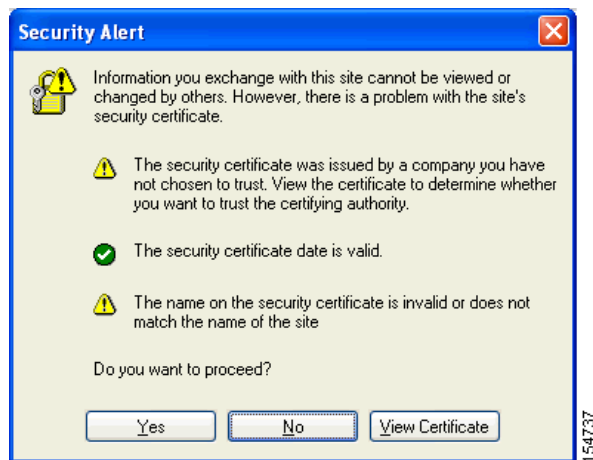 Security Alert
Information you exchange with this site cannot be viewed or
changed by others. However, there is a problem with the site's
security certificate.
The security certificate was issued by a company you have
not chosen to trust. View the certificate to determine whether
you want to trust the certifying authority.
The security certificate date is valid.
The name on the security certificate is invalid or does not
match the name of the site
Do you want to proceed?
Yes
No
View Certificate
154737